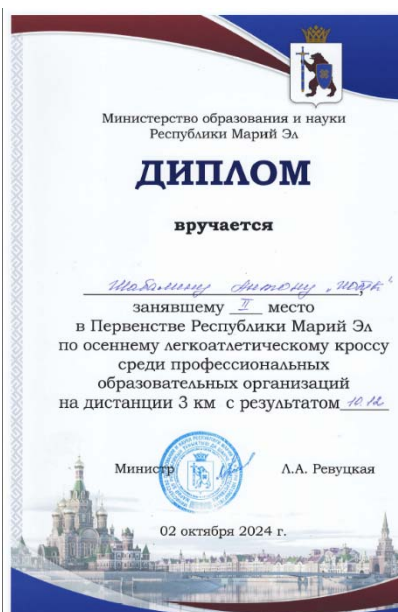 Министерство образования и науки
Республики Марий Эл
ДИПЛОМ
вручается
Шабалину Антону
занявшему II место
в Первенстве Республики Марий Эл
по осеннему легкоатлетическому кроссу
среди профессиональных
образовательных организаций
на дистанции 3 км с результатом 10.12
Министр Л.А. Ревуцкая
02 октября 2024 г.